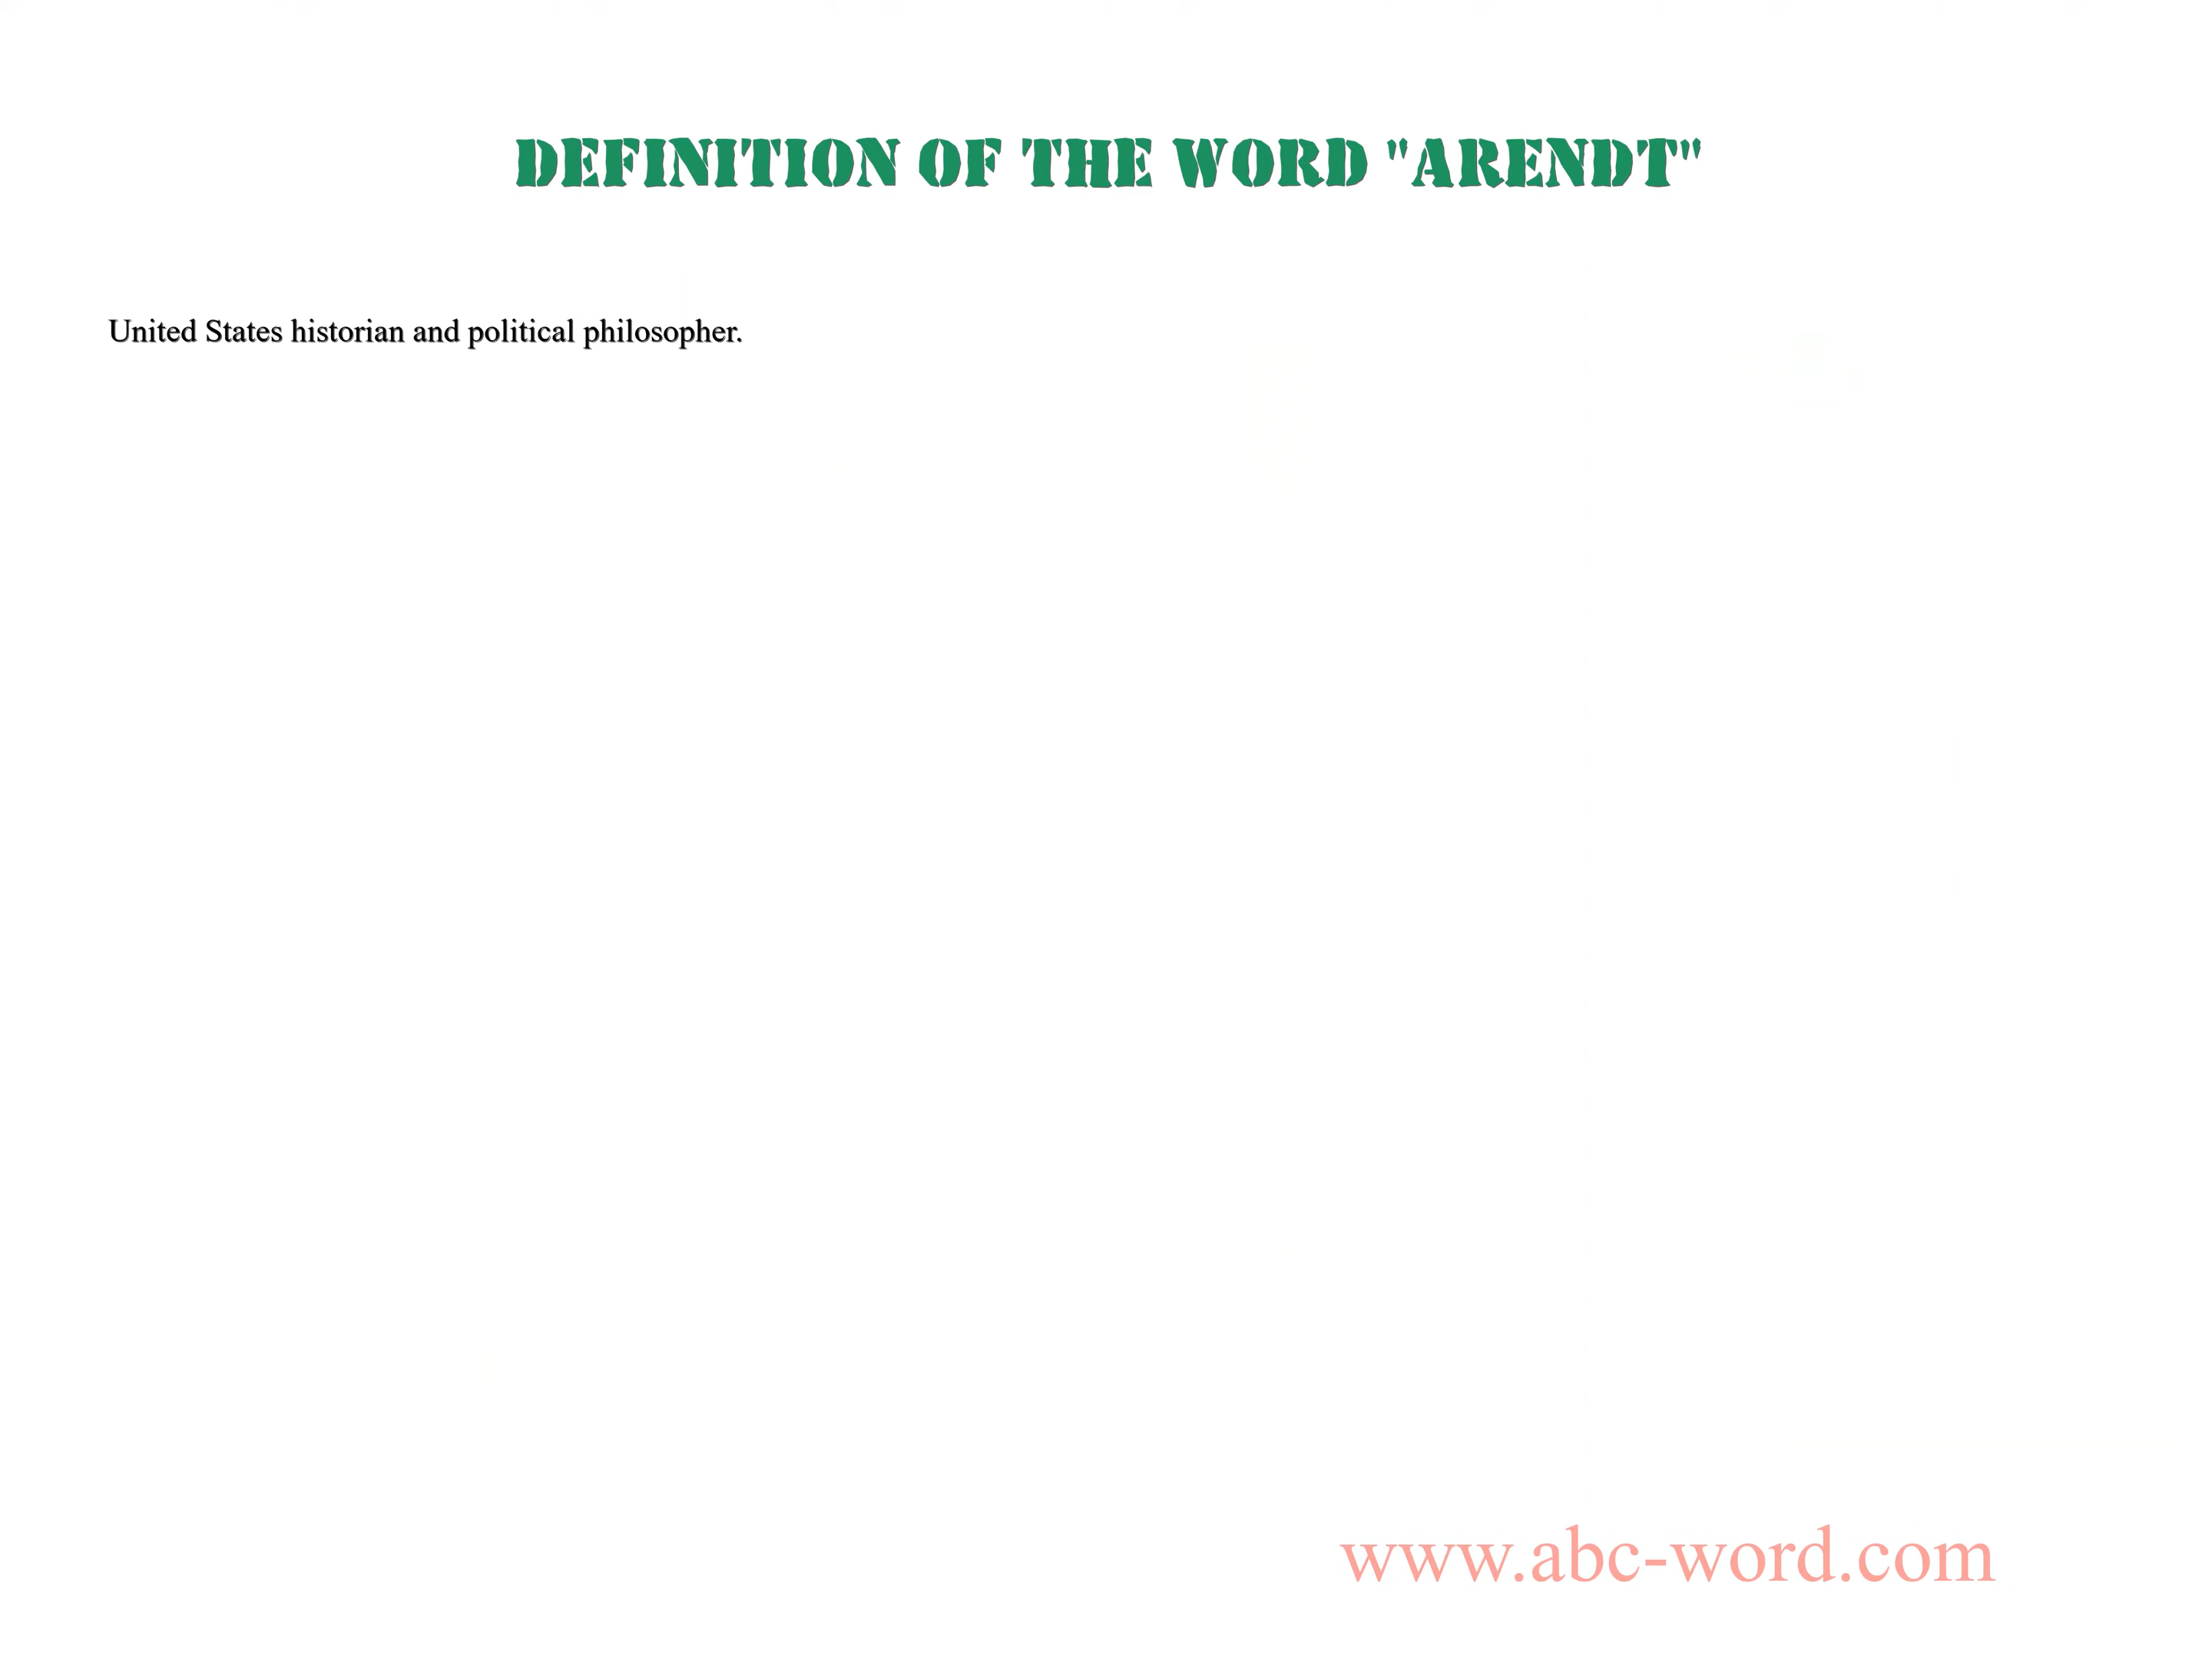 DEFINITION OF THE WORD "ARENDT"
United States historian and political philosopher.
www.abc-word.com